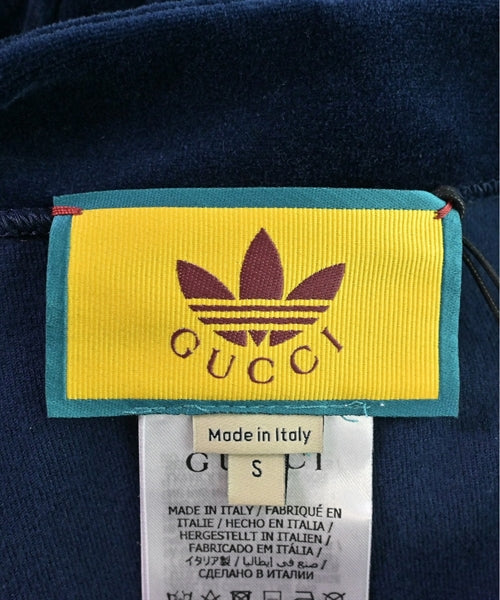 GUCCI
Made in Italy
GUCCI
S
MADE IN ITALY / FABRIQUÉ EN
ITALIE / HECHO EN ITALIA /
HERGESTELLT IN ITALIEN /
FABRICADO EM ITÁLIA /
イタリア製 / صنع في إيطاليا /
СДЕЛАНО В ИТАЛИИ